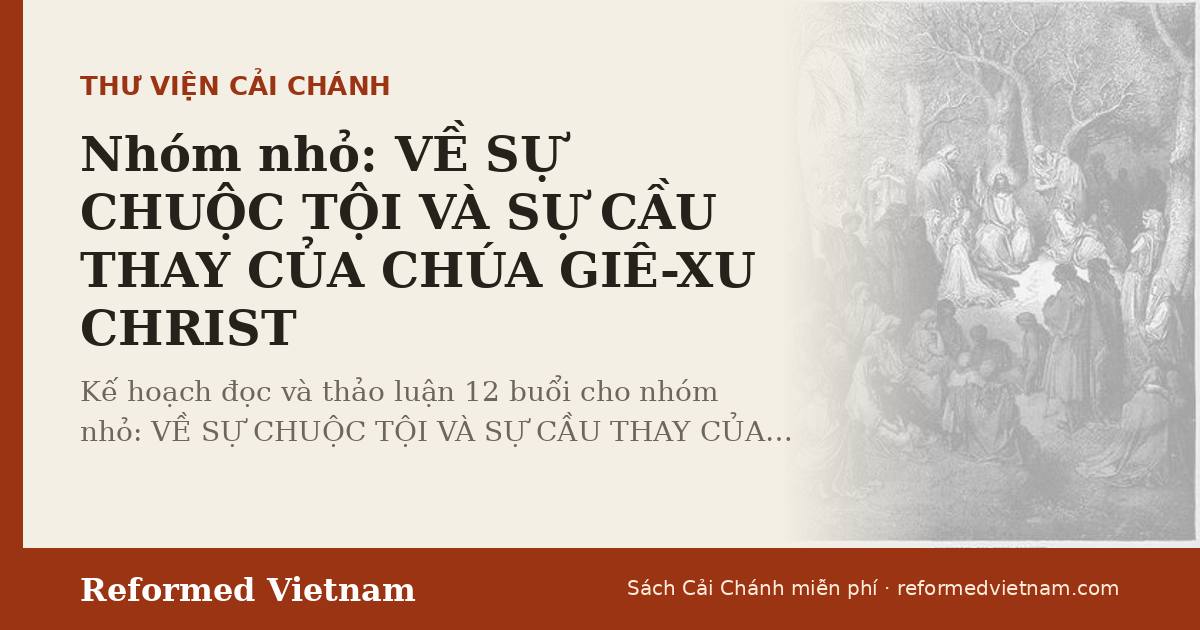 THƯ VIỆN CẢI CHÁNH
Nhóm nhỏ: VỀ SỰ
CHUỘC TỘI VÀ SỰ CẦU
THAY CỦA CHÚA GIÊ-XU
CHRIST
Kế hoạch đọc và thảo luận 12 buổi cho nhóm
nhỏ: VỀ SỰ CHUỘC TỘI VÀ SỰ CẦU THAY CỦA...
Reformed Vietnam
Sách Cải Chánh miễn phí · reformedvietnam.com